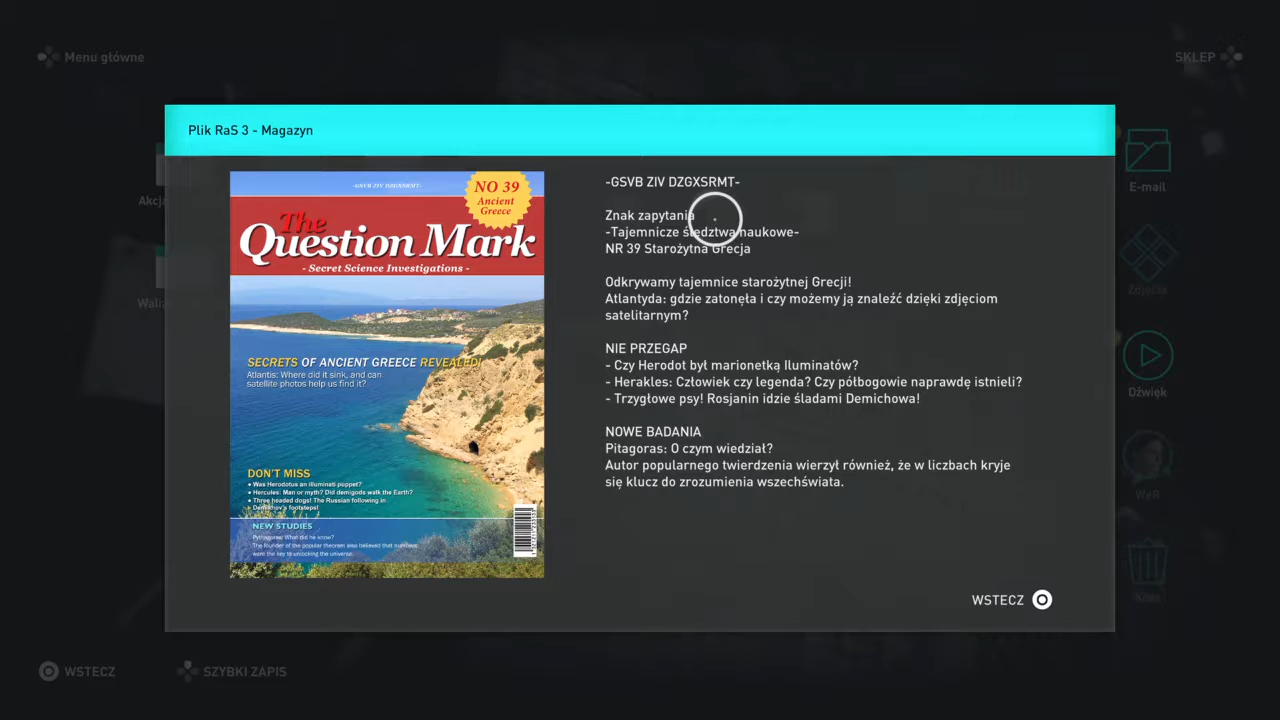 Menu główne
SKLEP
Plik RaS 3 - Magazyn
-GSVB ZIV DZGXSRMT-
NO 39
Ancient
Greece
The
Question Mark
- Secret Science Investigations -
SECRETS OF ANCIENT GREECE REVEALED!
Atlantis: Where did it sink, and can
satellite photos help us find it?
DON'T MISS
• Was Herodotus an illuminati puppet?
• Hercules: Man or myth? Did demigods walk the Earth?
• Three headed dogs! The Russian following in
Demikhov's footsteps!
NEW STUDIES
Pythagoras: What did he know?
The founder of the popular theorem also believed that numbers
were the key to unlocking the universe.
-GSVB ZIV DZGXSRMT-
Znak zapytania
-Tajemnicze śledztwa naukowe-
NR 39 Starożytna Grecja
Odkrywamy tajemnice starożytnej Grecji!
Atlantyda: gdzie zatonęła i czy możemy ją znaleźć dzięki zdjęciom
satelitarnym?
NIE PRZEGAP
- Czy Herodot był marionetką Iluminatów?
- Herakles: Człowiek czy legenda? Czy półbogowie naprawdę istnieli?
- Trzygłowe psy! Rosjanin idzie śladami Demichowa!
NOWE BADANIA
Pitagoras: O czym wiedział?
Autor popularnego twierdzenia wierzył również, że w liczbach kryje
się klucz do zrozumienia wszechświata.
WSTECZ
Akcja
Waliz
E-mail
Zdjęcia
Dźwięk
WeR
Kosz
WSTECZ
SZYBKI ZAPIS